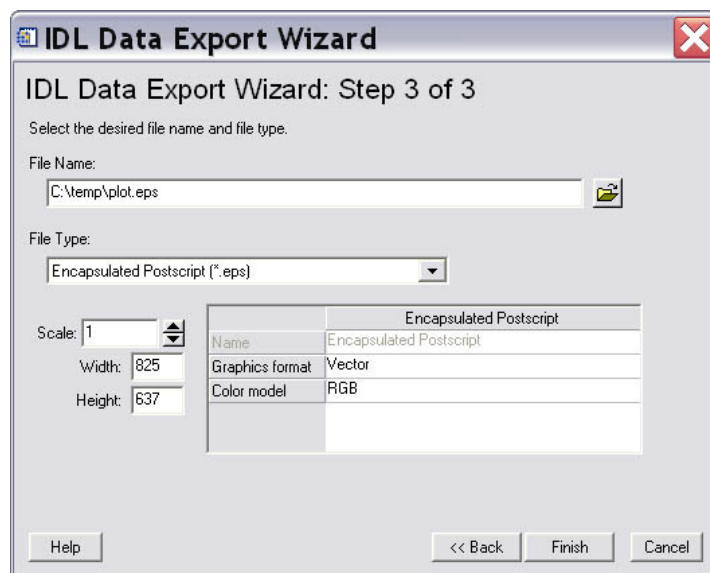 IDL Data Export Wizard
IDL Data Export Wizard: Step 3 of 3
Select the desired file name and file type.
File Name:
C:\temp\plot.eps
File Type:
Encapsulated Postscript (*.eps)
Scale: 1
Width: 825
Height: 637
Encapsulated Postscript
Name Encapsulated Postscript
Graphics format Vector
Color model RGB
Help << Back Finish Cancel